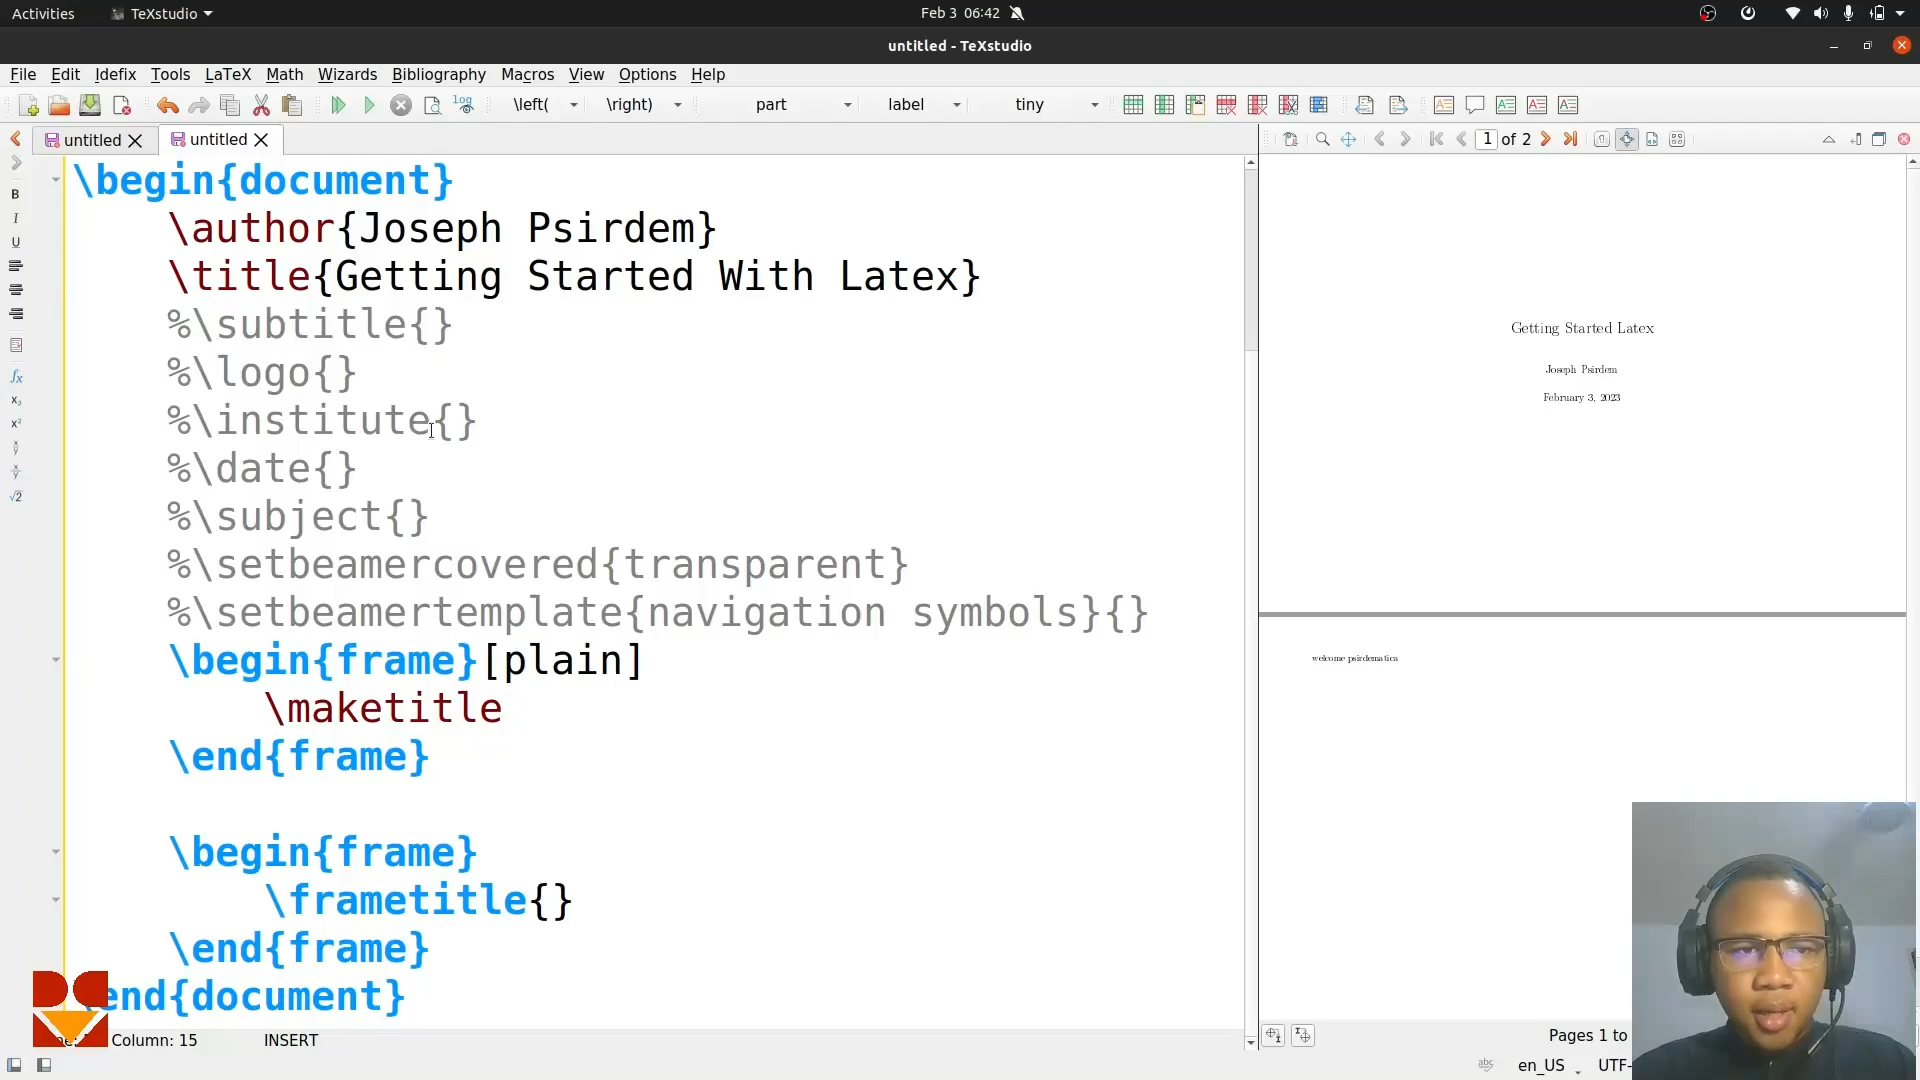 Activities TeXstudio Feb 3 06:42
untitled - TeXstudio
File Edit Idefix Tools LaTeX Math Wizards Bibliography Macros View Options Help
log \left( \right) part label tiny
untitled untitled 1 of 2
\begin{document}
\author{Joseph Psirdem}
\title{Getting Started With Latex}
%\subtitle{}
%\logo{}
%\institute{}
%\date{}
%\subject{}
%\setbeamercovered{transparent}
%\setbeamertemplate{navigation symbols}{}
\begin{frame}[plain]
\maketitle
\end{frame}
\begin{frame}
\frametitle{}
\end{frame}
end{document}
Getting Started Latex
Joseph Psirdem
February 3, 2023
welcome psirdematica
Column: 15 INSERT
Pages 1 to
en_US UTF-